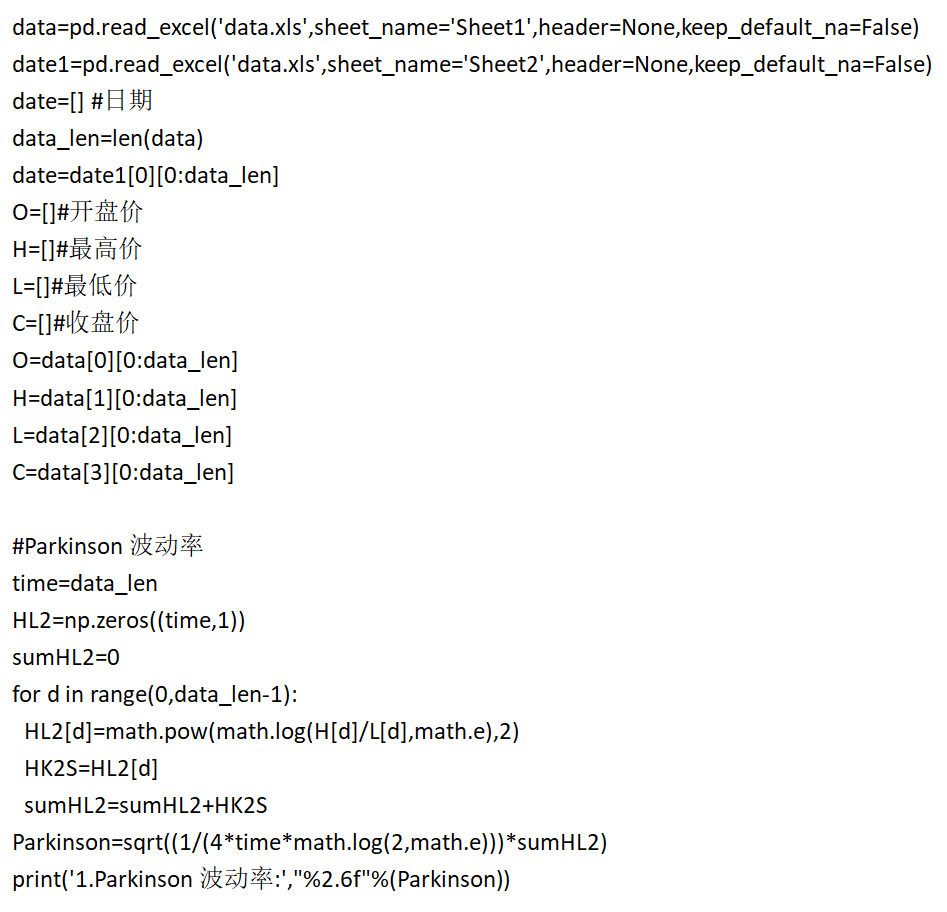 data=pd.read_excel('data.xls',sheet_name='Sheet1',header=None,keep_default_na=False)
date1=pd.read_excel('data.xls',sheet_name='Sheet2',header=None,keep_default_na=False)
date=[] #日期
data_len=len(data)
date=date1[0][0:data_len]
O=[]#开盘价
H=[]#最高价
L=[]#最低价
C=[]#收盘价
O=data[0][0:data_len]
H=data[1][0:data_len]
L=data[2][0:data_len]
C=data[3][0:data_len]

#Parkinson 波动率
time=data_len
HL2=np.zeros((time,1))
sumHL2=0
for d in range(0,data_len-1):
  HL2[d]=math.pow(math.log(H[d]/L[d],math.e),2)
  HK2S=HL2[d]
  sumHL2=sumHL2+HK2S
Parkinson=sqrt((1/(4*time*math.log(2,math.e)))*sumHL2)
print('1.Parkinson 波动率:',"%2.6f"%(Parkinson))